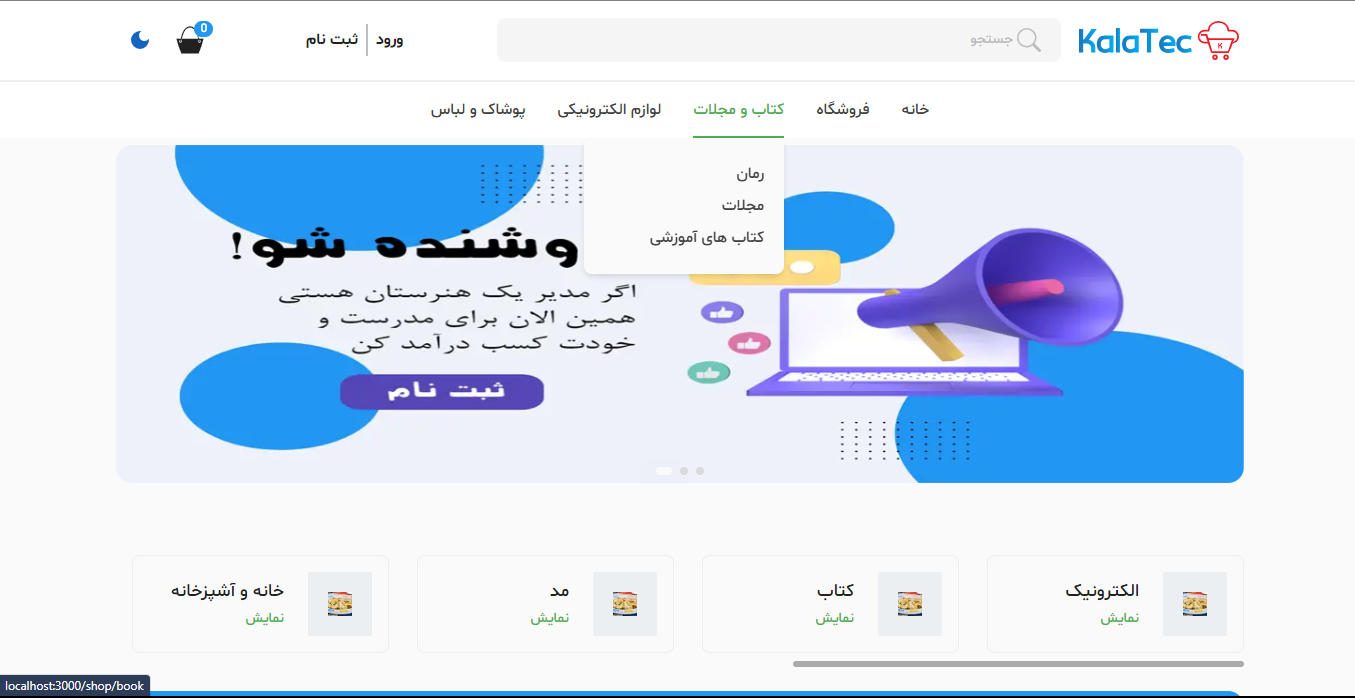 KalaTec
K
جستجو
ورود
ثبت نام
0
خانه
فروشگاه
کتاب و مجلات
لوازم الکترونیکی
پوشاک و لباس
رمان
مجلات
کتاب های آموزشی
وشنده شو!
اگر مدیر یک هنرستان هستی
همین الان برای مدرست و
خودت کسب درآمد کن
ثبت نام
الکترونیک
نمایش
کتاب
نمایش
مد
نمایش
خانه و آشپزخانه
نمایش
localhost:3000/shop/book